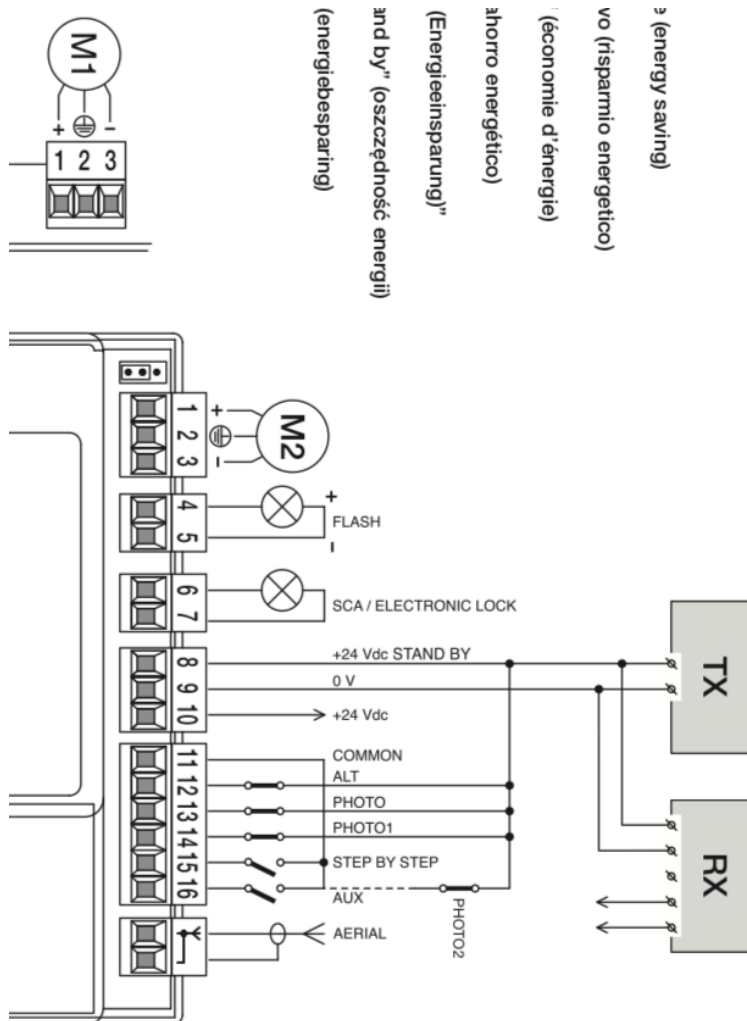 e (energy saving)
vo (risparmio energetico)
(économie d'énergie)
ahorro energético)
(Energieeinsparung)"
and by" (oszczędność energii)
(energiebesparing)
M1
+ -
1 2 3
1 + M2
2
3 -
4 +
FLASH
5 -
6
SCA / ELECTRONIC LOCK
7
8 +24 Vdc STAND BY
9 0 V
10 +24 Vdc
TX
11 COMMON
12 ALT
13 PHOTO
14 PHOTO1
15 STEP BY STEP
16 AUX
PHOTO2
RX
AERIAL